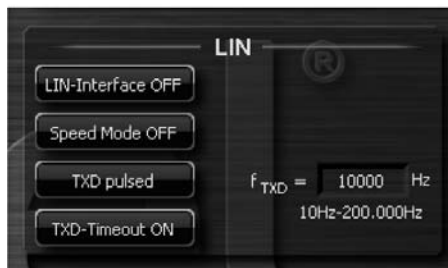 LIN
®
LIN-Interface OFF
Speed Mode OFF
TXD pulsed
f TXD = 10000 Hz
10Hz-200.000Hz
TXD-Timeout ON